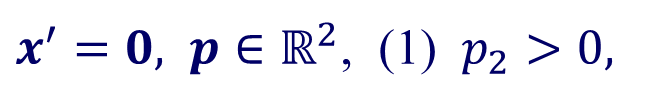 𝒙′ = 𝟎, 𝒑 ∈ ℝ², (1) 𝑝₂ > 0,